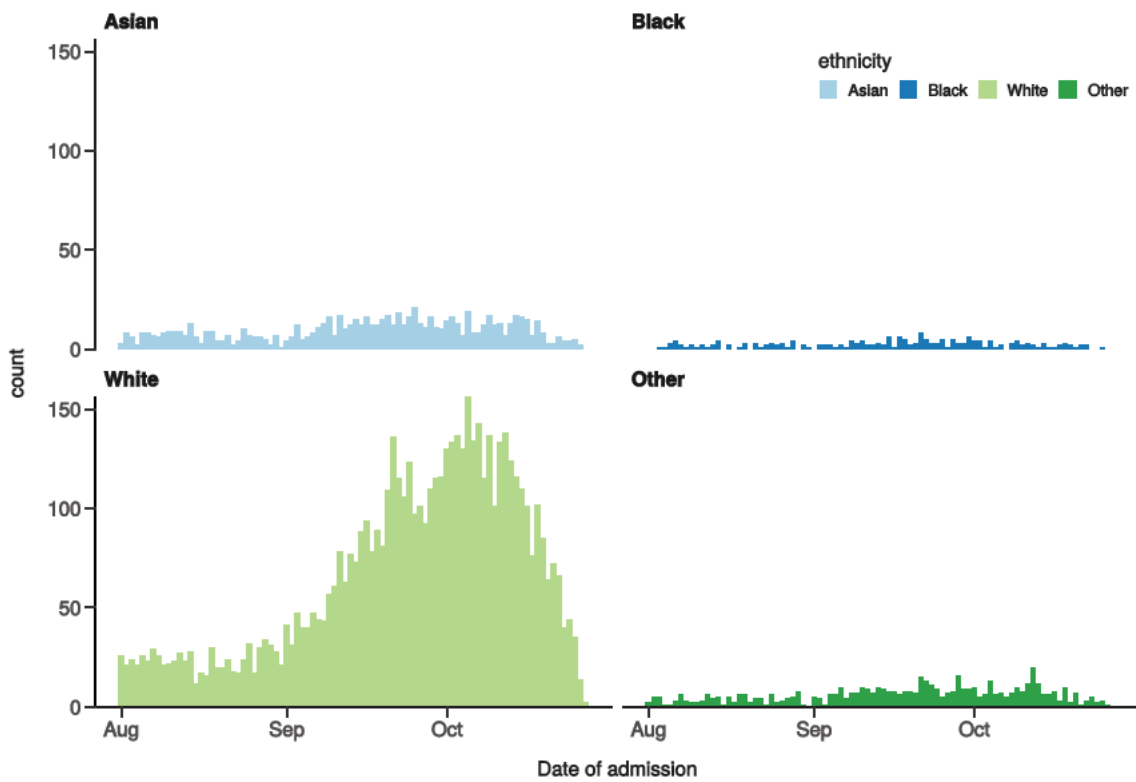 Asian
Black
150
100
50
0
ethnicity
Asian Black White Other
count
White
Other
150
100
50
0
Aug Sep Oct
Aug Sep Oct
Date of admission